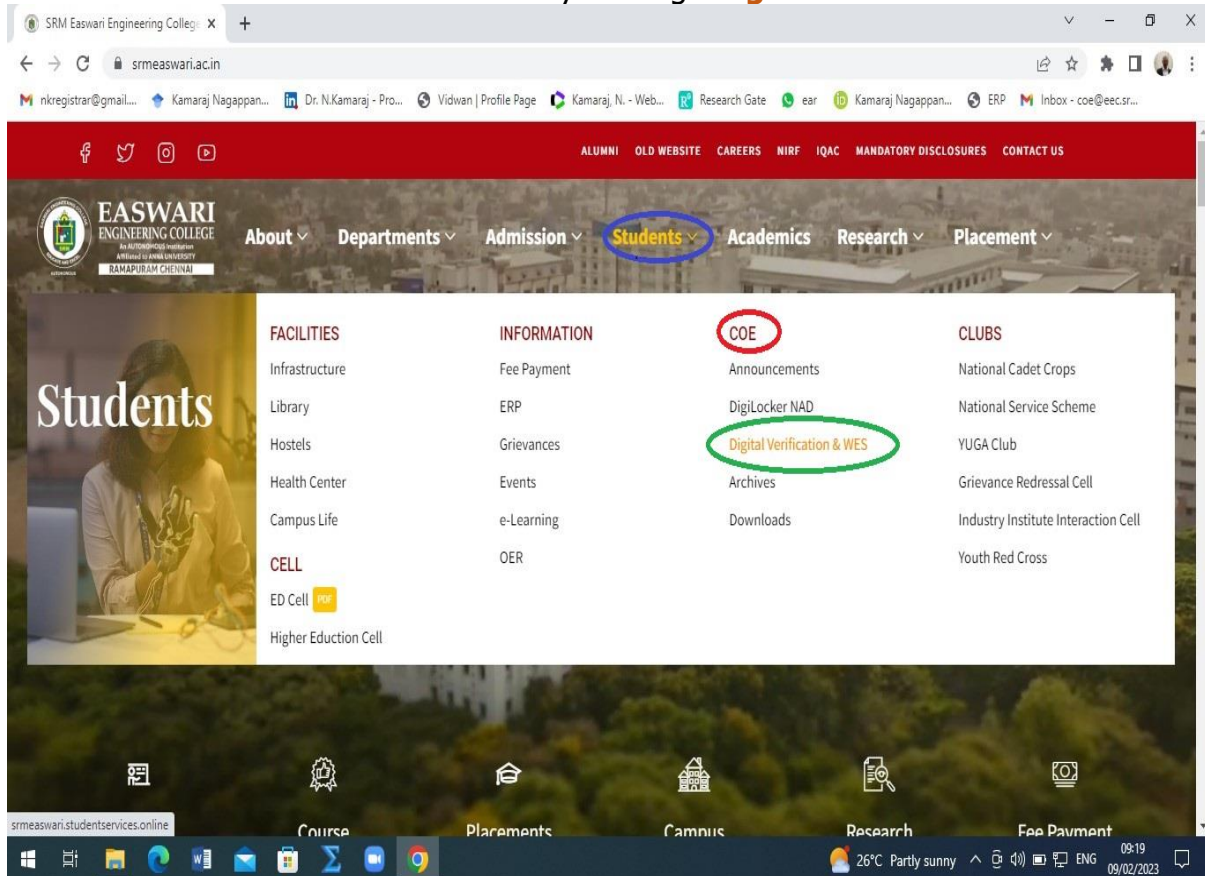 SRM Easwari Engineering Colleg
srmeaswari.ac.in
nkregistrar@gmail.... Kamaraj Nagappan... Dr. N.Kamaraj - Pro... Vidwan | Profile Page Kamaraj, N. - Web... Research Gate ear Kamaraj Nagappan... ERP Inbox - coe@eec.sr...
ALUMNI OLD WEBSITE CAREERS NIRF IQAC MANDATORY DISCLOSURES CONTACT US
EASWARI
ENGINEERING COLLEGE
An AUTONOMOUS Institution
Affiliated to ANNA UNIVERSITY
RAMAPURAM CHENNAI
About Departments Admission Students Academics Research Placement
Students
FACILITIES INFORMATION COE CLUBS
Infrastructure Fee Payment Announcements National Cadet Crops
Library ERP DigiLocker NAD National Service Scheme
Hostels Grievances Digital Verification & WES YUGA Club
Health Center Events Archives Grievance Redressal Cell
Campus Life e-Learning Downloads Industry Institute Interaction Cell
CELL OER Youth Red Cross
ED Cell PDF
Higher Eduction Cell
srmeaswari.studentservices.online
Course Placements Campus Research Fee Payment
26°C Partly sunny ENG 09:19
09/02/2023